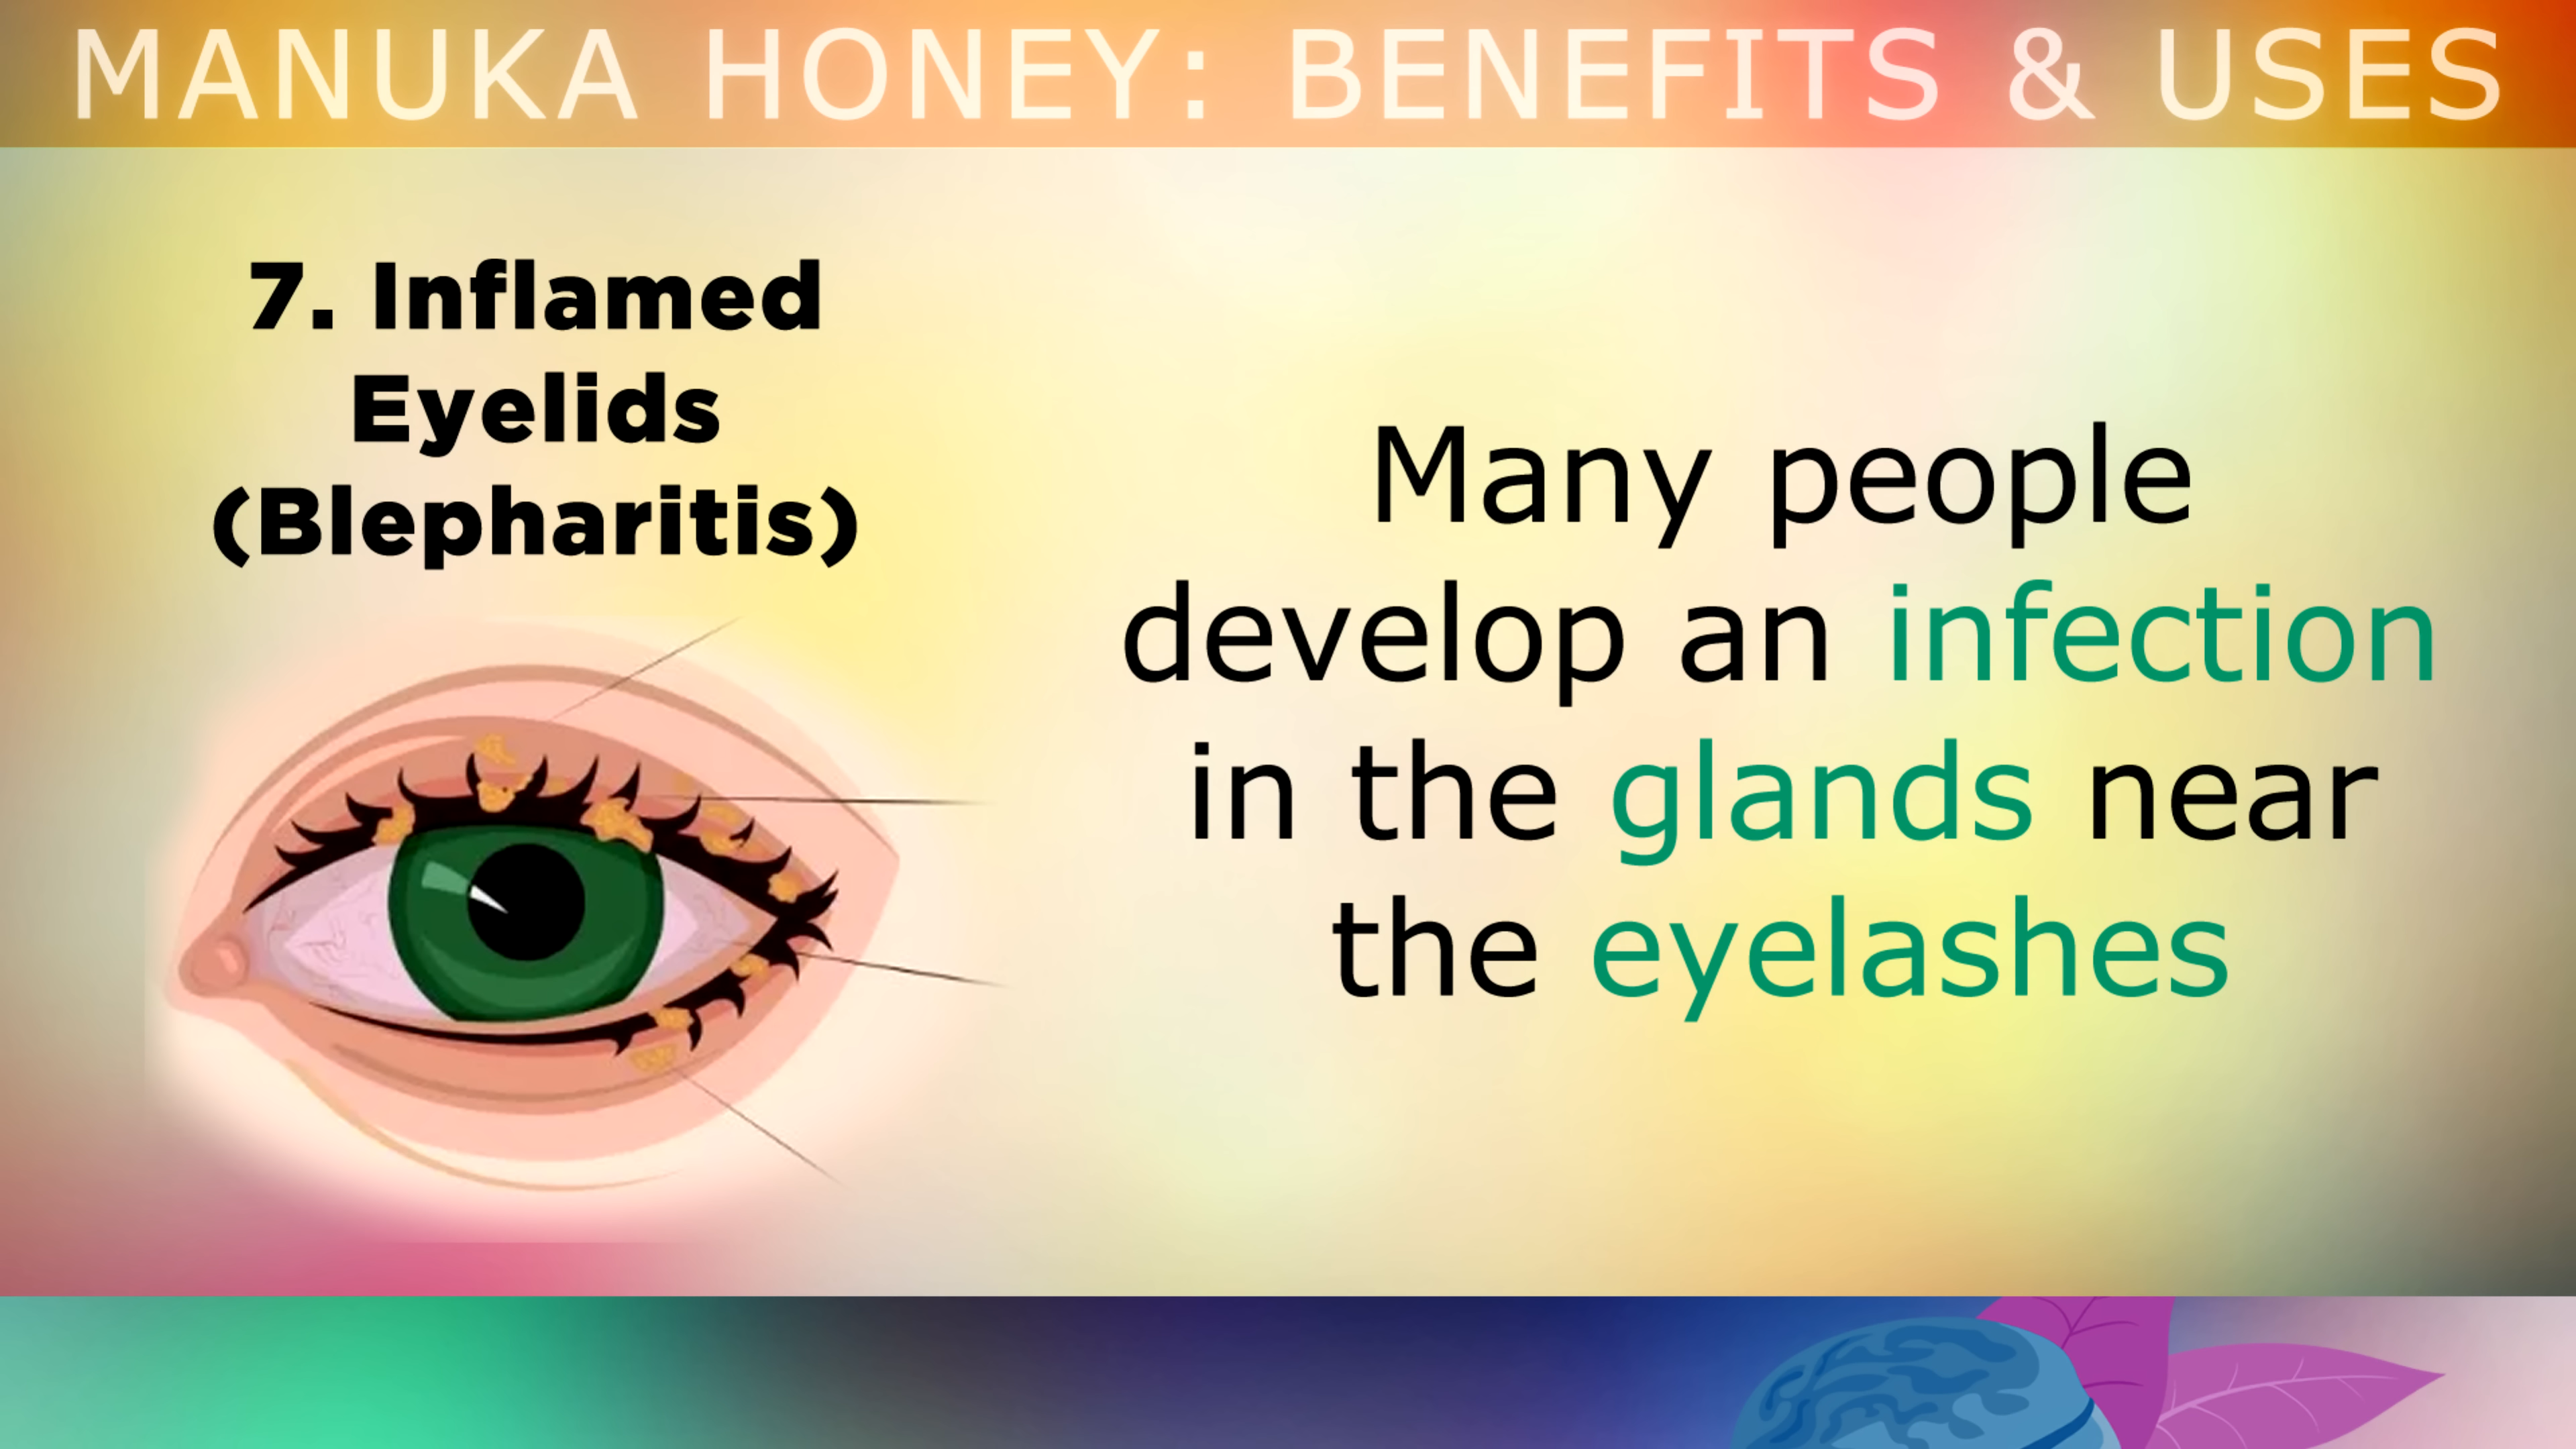 MANUKA HONEY: BENEFITS & USES
7. Inflamed
Eyelids
(Blepharitis)
Many people
develop an infection
in the glands near
the eyelashes